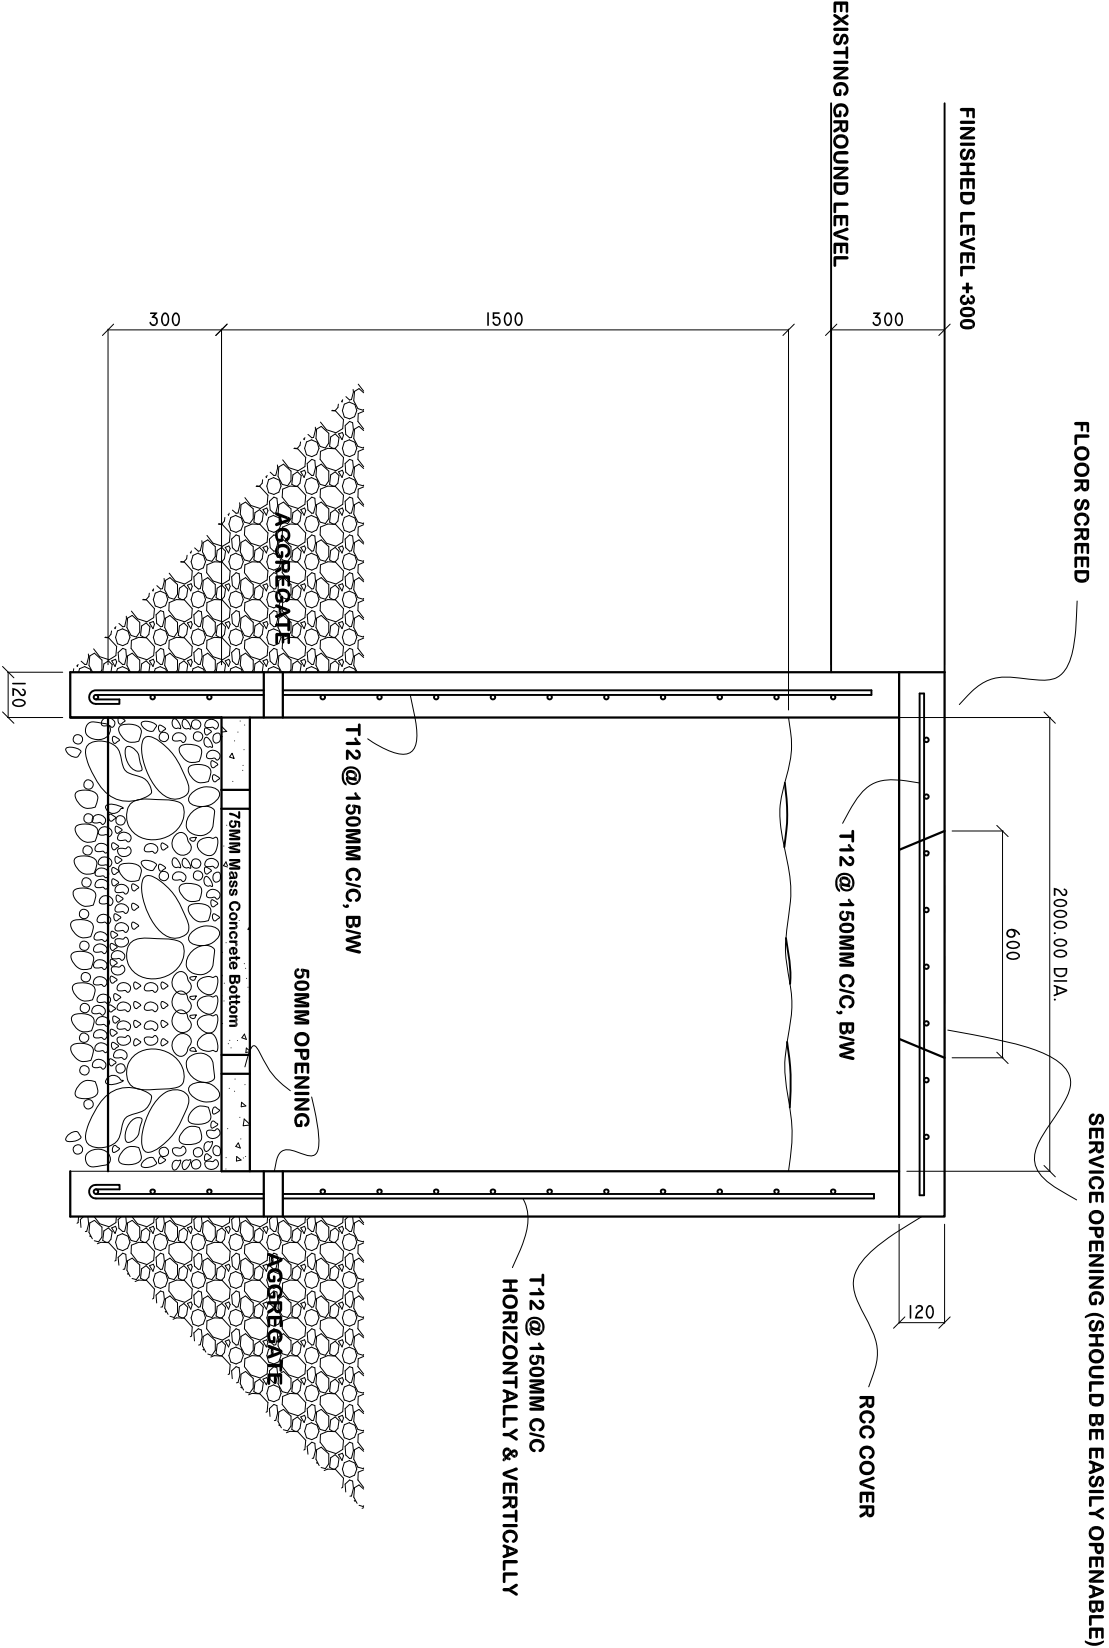 SERVICE OPENING (SHOULD BE EASILY OPENABLE)
FLOOR SCREED
2000.00 DIA.
600
FINISHED LEVEL +300
300
120
RCC COVER
EXISTING GROUND LEVEL
T12 @ 150MM C/C, B/W
1500
T12 @ 150MM C/C
HORIZONTALLY & VERTICALLY
T12 @ 150MM C/C, B/W
50MM OPENING
AGGREGATE
AGGREGATE
75MM Mass Concrete Bottom
300
120